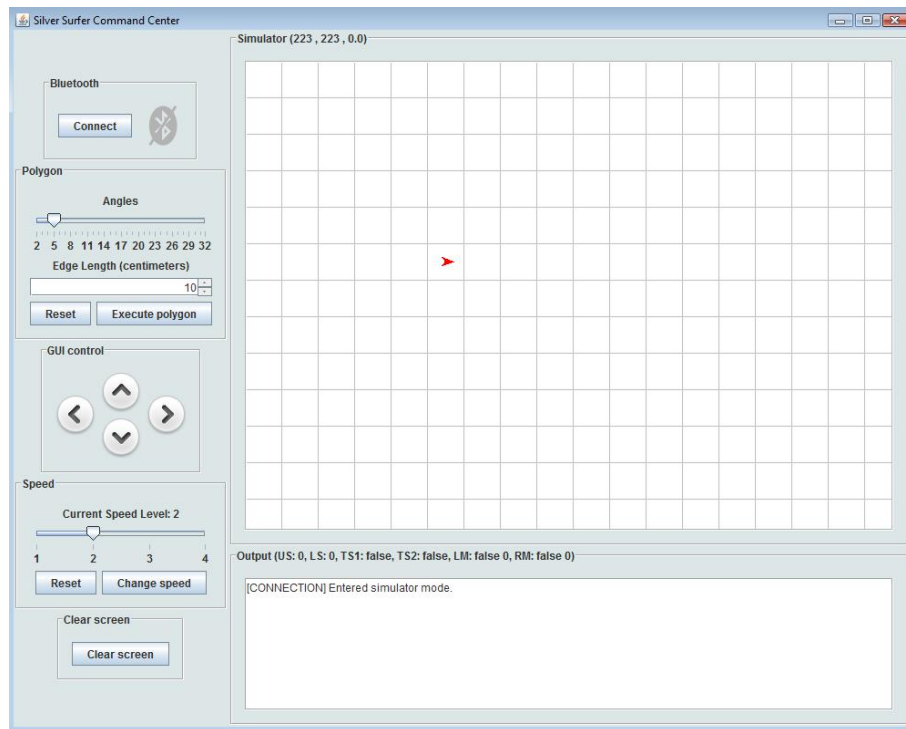 Silver Surfer Command Center
Bluetooth
Connect
Polygon
Angles
2 5 8 11 14 17 20 23 26 29 32
Edge Length (centimeters)
10
Reset Execute polygon
GUI control
Speed
Current Speed Level: 2
1 2 3 4
Reset Change speed
Clear screen
Clear screen
Simulator (223 , 223 , 0.0)
Output (US: 0, LS: 0, TS1: false, TS2: false, LM: false 0, RM: false 0)
[CONNECTION] Entered simulator mode.